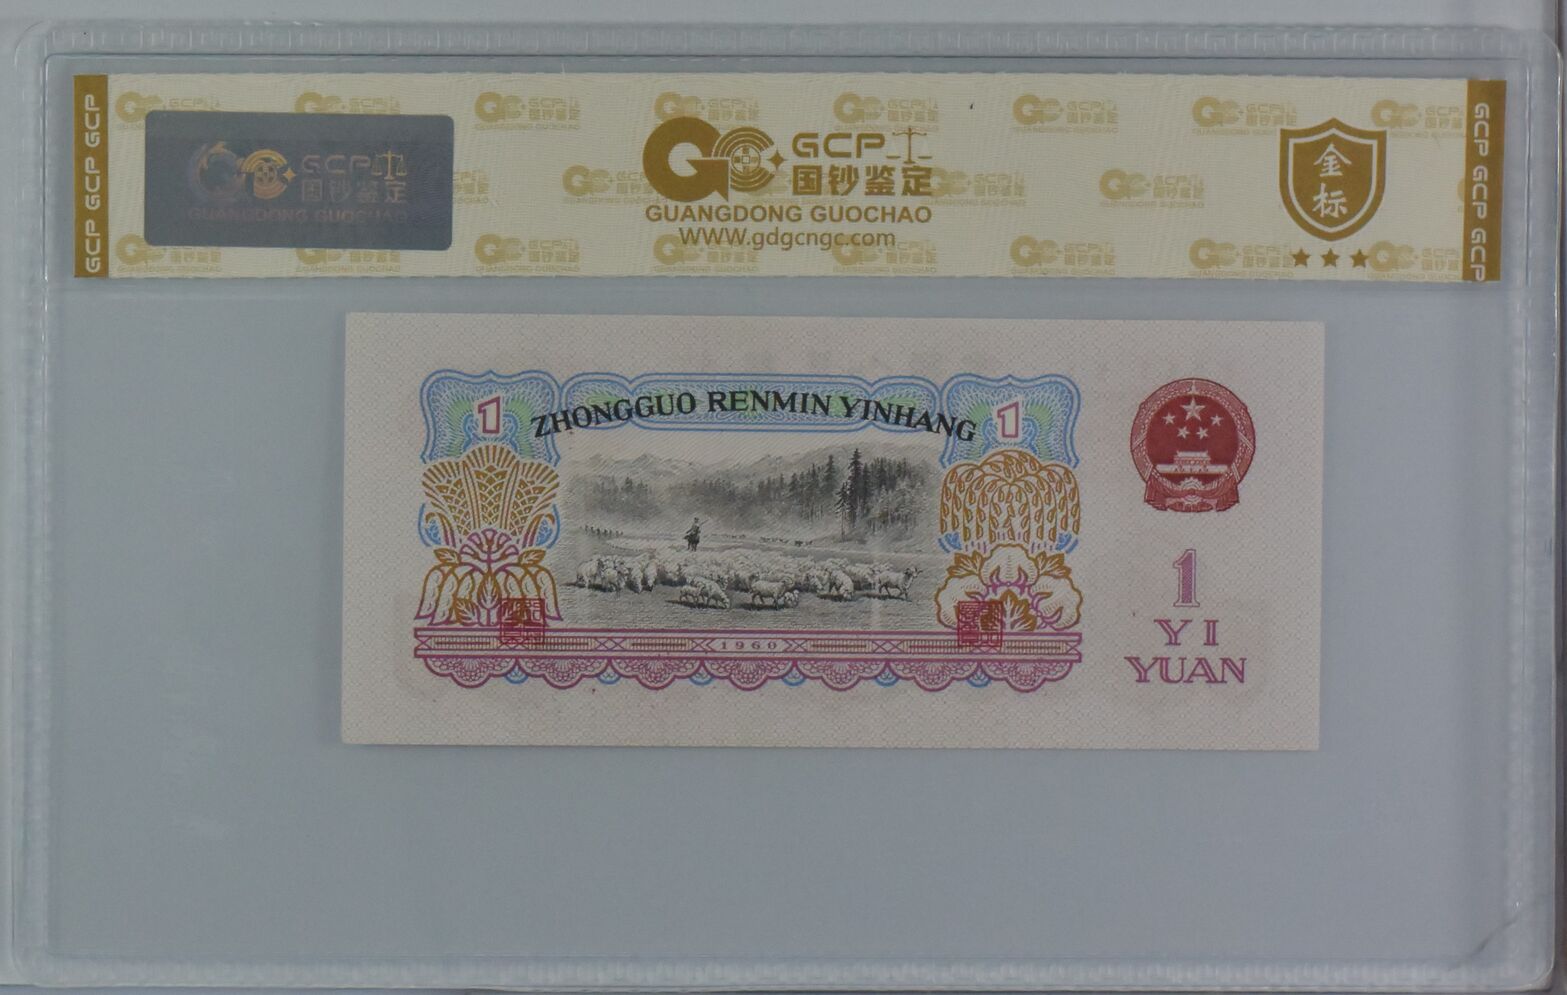 GCP GCP GCP
GCP
国钞鉴定
GUANGDONG GUOCHAO
GCP
国钞鉴定
GUANGDONG GUOCHAO
WWW.gdgcngc.com
金
标
GCP GCP GCP
1
ZHONGGUO RENMIN YINHANG
1
1
YI
YUAN
1960